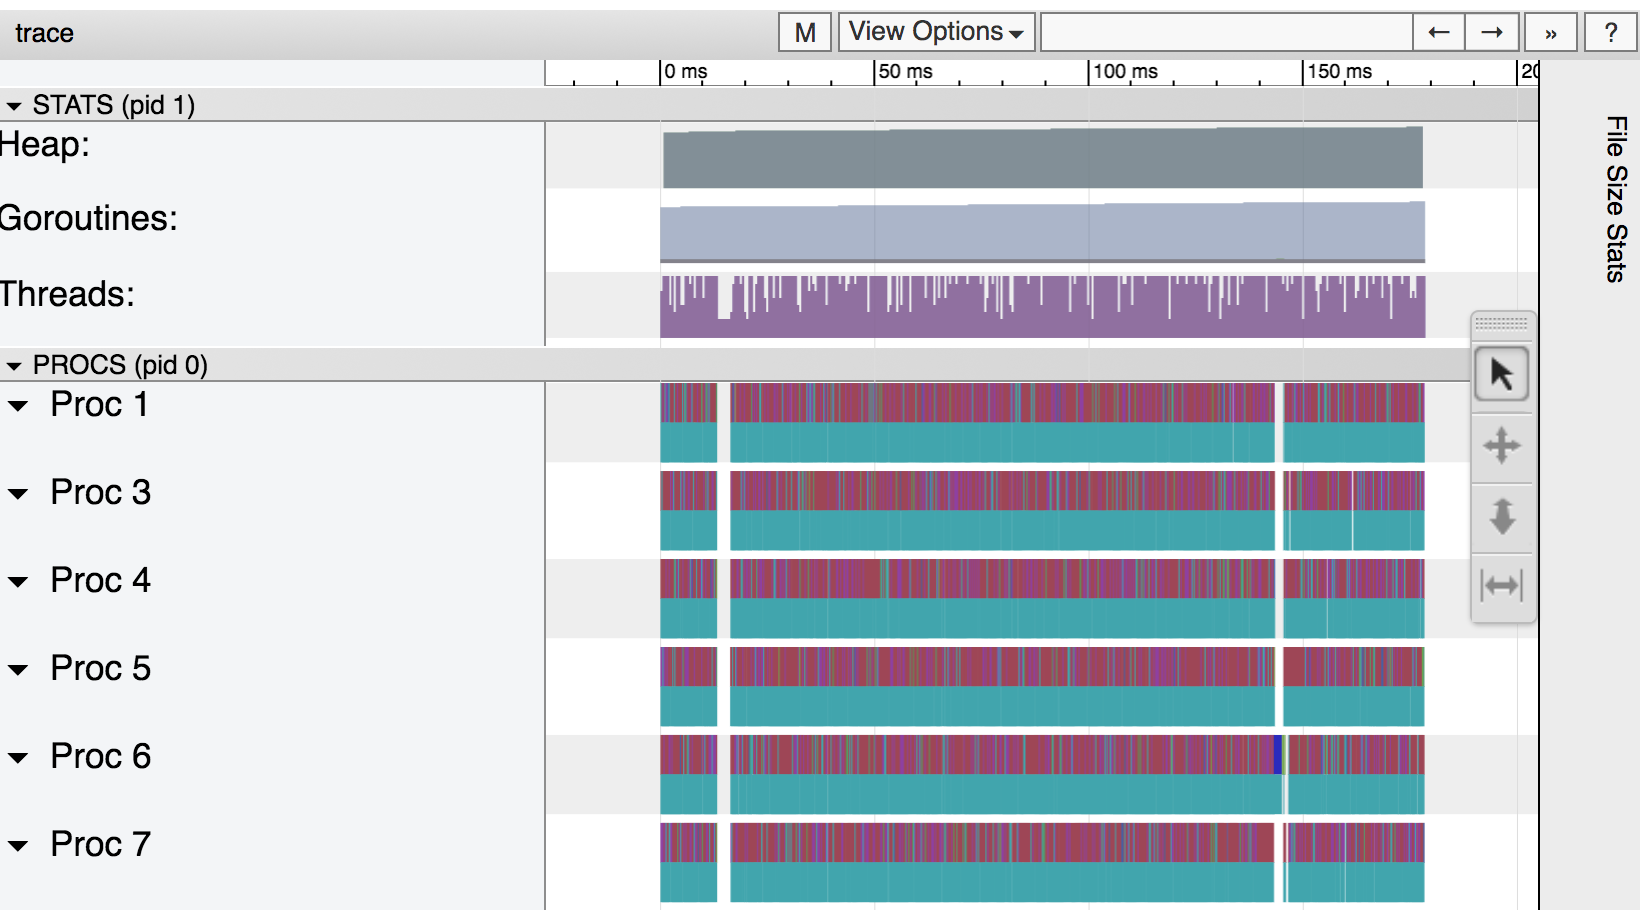 trace
M
View Options
←
→
»
?
0 ms
50 ms
100 ms
150 ms
20
STATS (pid 1)
Heap:
Goroutines:
Threads:
PROCS (pid 0)
Proc 1
Proc 3
Proc 4
Proc 5
Proc 6
Proc 7
File Size Stats